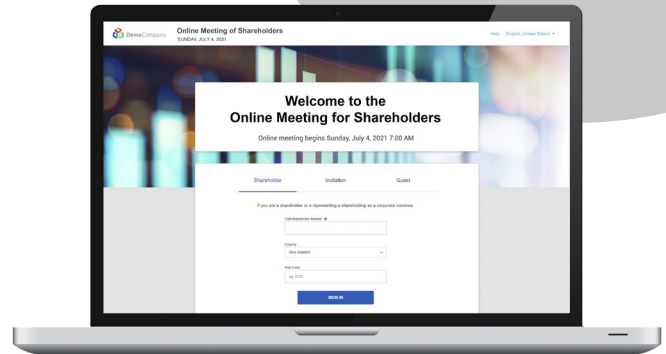 DemoCompany
Online Meeting of Shareholders
SUNDAY, JULY 4, 2021
Help English (United States)
Welcome to the
Online Meeting for Shareholders
Online meeting begins Sunday, July 4, 2021 7:00 AM
Shareholder Invitation Guest
If you are a shareholder or a representing a shareholding as a corporate nominee.
CSN/Shareholder Number
Country
New Zealand
Post Code
SIGN IN